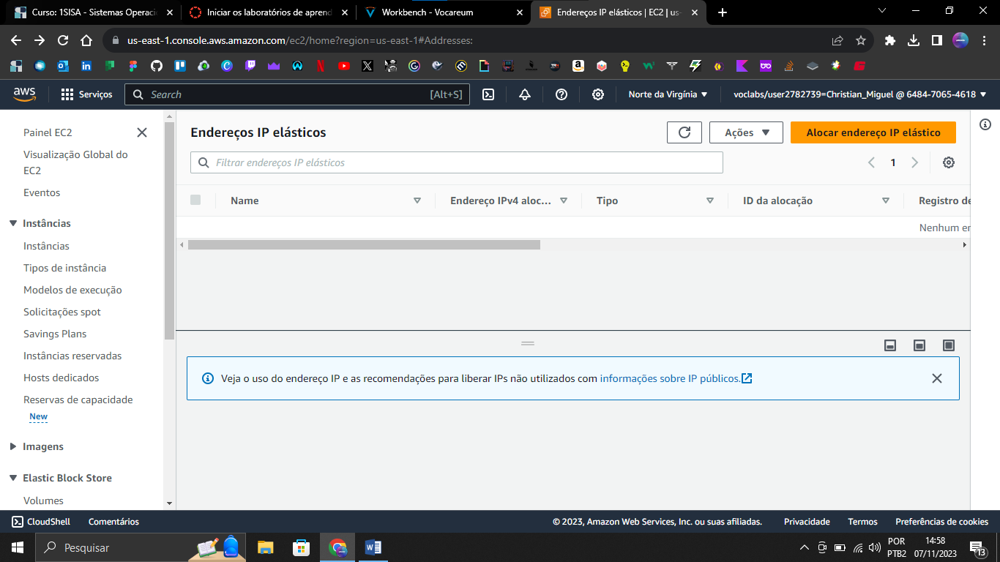 Curso: 1SISA - Sistemas Operaci
Iniciar os laboratórios de aprend
Workbench - Vocareum
Endereços IP elásticos | EC2 | us-
us-east-1.console.aws.amazon.com/ec2/home?region=us-east-1#Addresses:
aws
Serviços
Search
[Alt+S]
Norte da Virgínia
voclabs/user2782739=Christian_Miguel @ 6484-7065-4618
Painel EC2
Visualização Global do
EC2
Eventos
Instâncias
Instâncias
Tipos de instância
Modelos de execução
Solicitações spot
Savings Plans
Instâncias reservadas
Hosts dedicados
Reservas de capacidade
New
Imagens
Elastic Block Store
Volumes
Endereços IP elásticos
Ações
Alocar endereço IP elástico
Filtrar endereços IP elásticos
1
Name
Endereço IPv4 aloc...
Tipo
ID da alocação
Registro de
Nenhum en
Veja o uso do endereço IP e as recomendações para liberar IPs não utilizados com informações sobre IP públicos.
CloudShell
Comentários
© 2023, Amazon Web Services, Inc. ou suas afiliadas.
Privacidade
Termos
Preferências de cookies
Pesquisar
POR
PTB2
14:58
07/11/2023
13